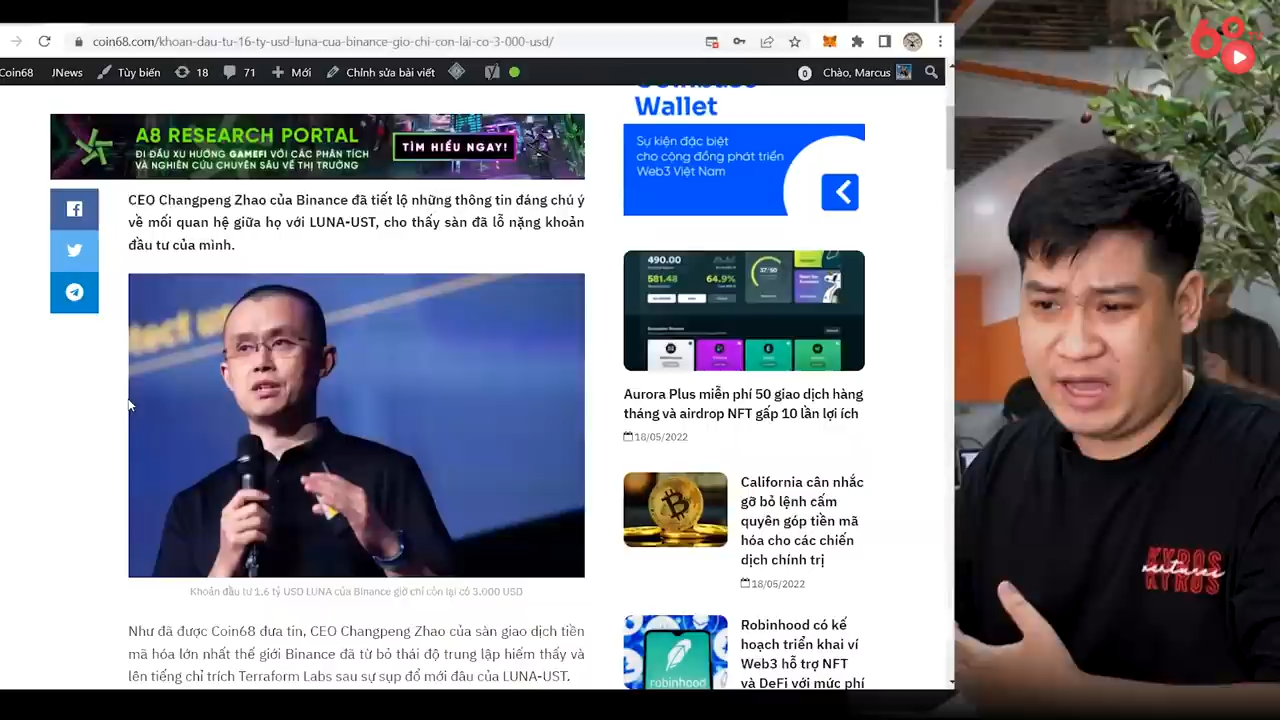 coin68.com/khoan-dau-tu-16-ty-usd-luna-cua-binance-gio-chi-con-lai-co-3-000-usd/
Coin68
JNews
Tùy biến
18
71
Mới
Chỉnh sửa bài viết
0
Chào, Marcus
A8 RESEARCH PORTAL
ĐI ĐẦU XU HƯỚNG GAMEFI VỚI CÁC PHÂN TÍCH
VÀ NGHIÊN CỨU CHUYÊN SÂU VỀ THỊ TRƯỜNG
TÌM HIỂU NGAY!
CEO Changpeng Zhao của Binance đã tiết lộ những thông tin đáng chú ý
về mối quan hệ giữa họ với LUNA-UST, cho thấy sàn đã lỗ nặng khoản
đầu tư của mình.
Khoản đầu tư 1.6 tỷ USD LUNA của Binance giờ chỉ còn lại có 3.000 USD
Như đã được Coin68 đưa tin, CEO Changpeng Zhao của sàn giao dịch tiền
mã hóa lớn nhất thế giới Binance đã từ bỏ thái độ trung lập hiếm thấy và
lên tiếng chỉ trích Terraform Labs sau sự sụp đổ mới đâu của LUNA-UST.
Wallet
Sự kiện đặc biệt
cho cộng đồng phát triển
Web3 Việt Nam
490.00
581.48
64.9%
37/50
Aurora Plus miễn phí 50 giao dịch hàng
tháng và airdrop NFT gấp 10 lần lợi ích
18/05/2022
California cân nhắc
gỡ bỏ lệnh cấm
quyên góp tiền mã
hóa cho các chiến
dịch chính trị
18/05/2022
Robinhood có kế
hoạch triển khai ví
Web3 hỗ trợ NFT
và DeFi với mức phí
robinhood
68
TV
KYROS
KYROS